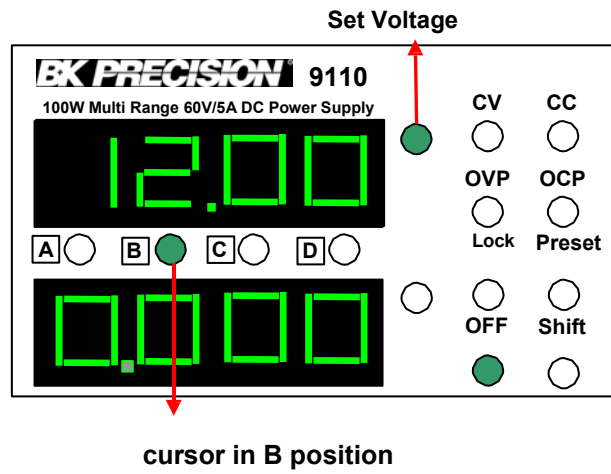 Set Voltage
BK PRECISION® 9110
100W Multi Range 60V/5A DC Power Supply
CV CC
12.00
OVP OCP
Lock Preset
A B C D
0.000
OFF Shift
cursor in B position